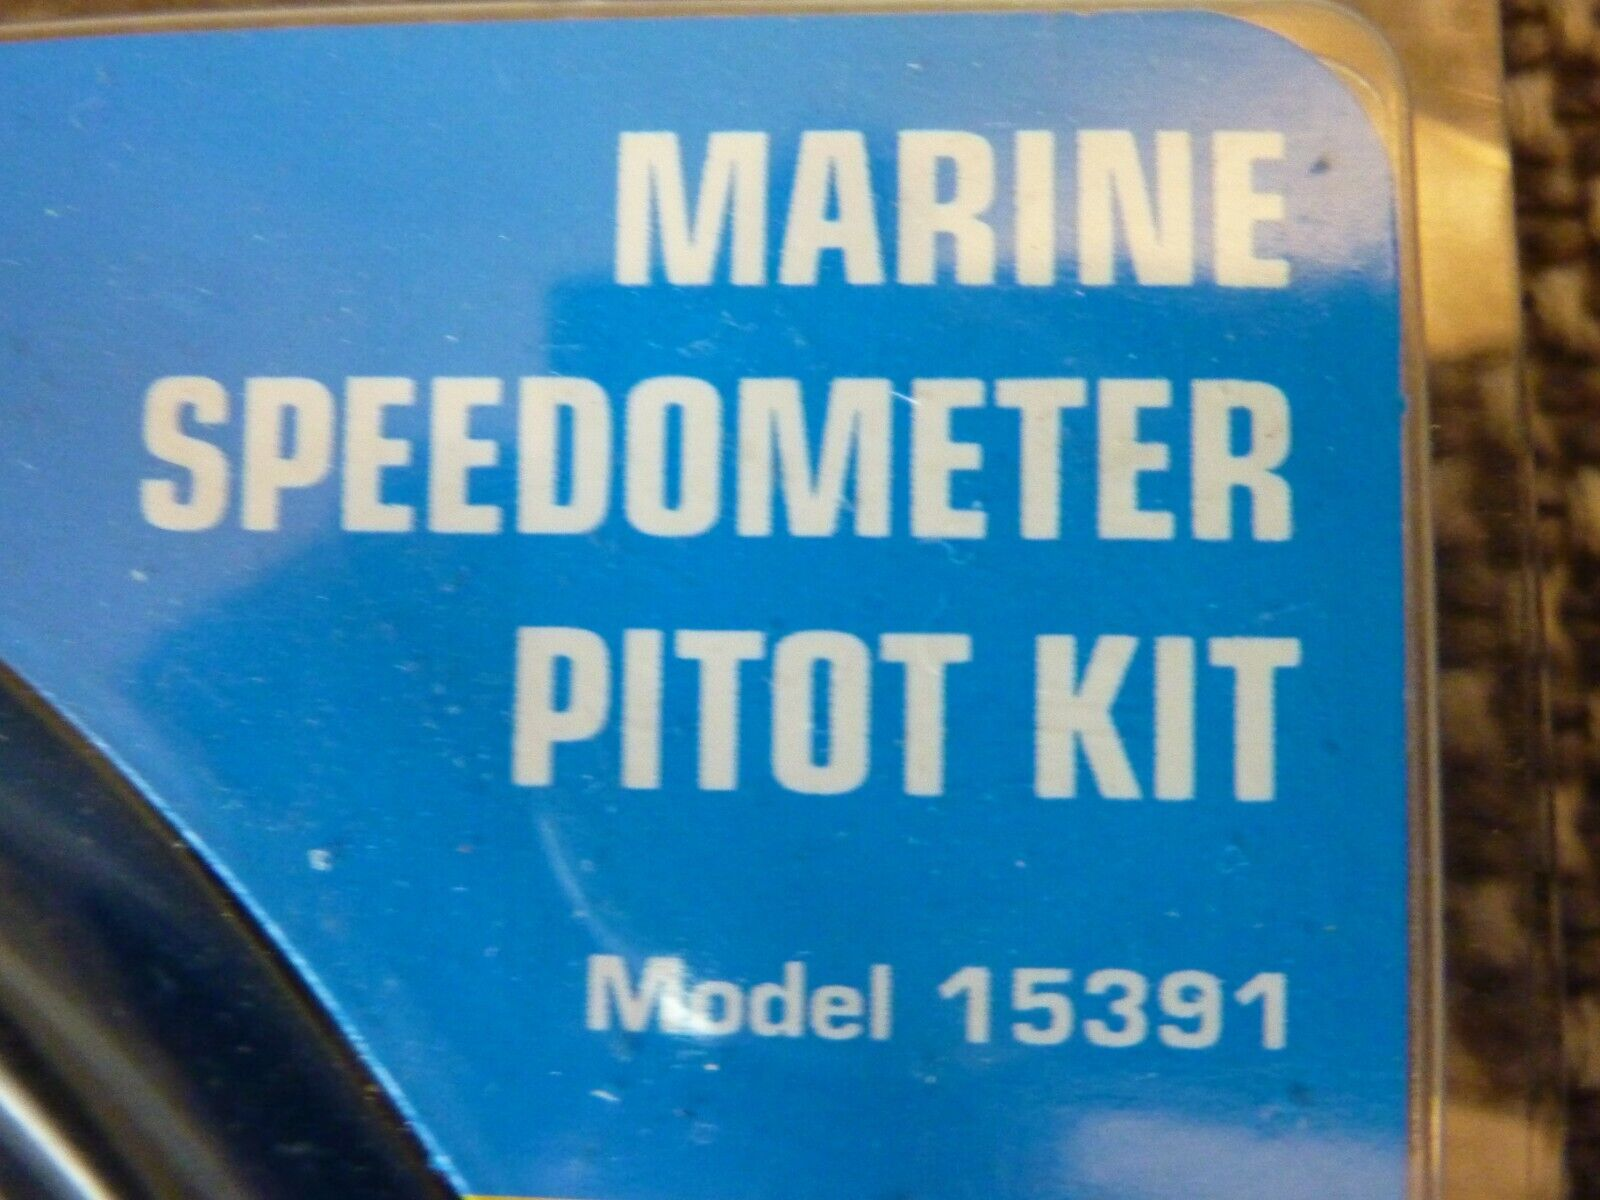 MARINE
SPEEDOMETER
PITOT KIT
Model 15391